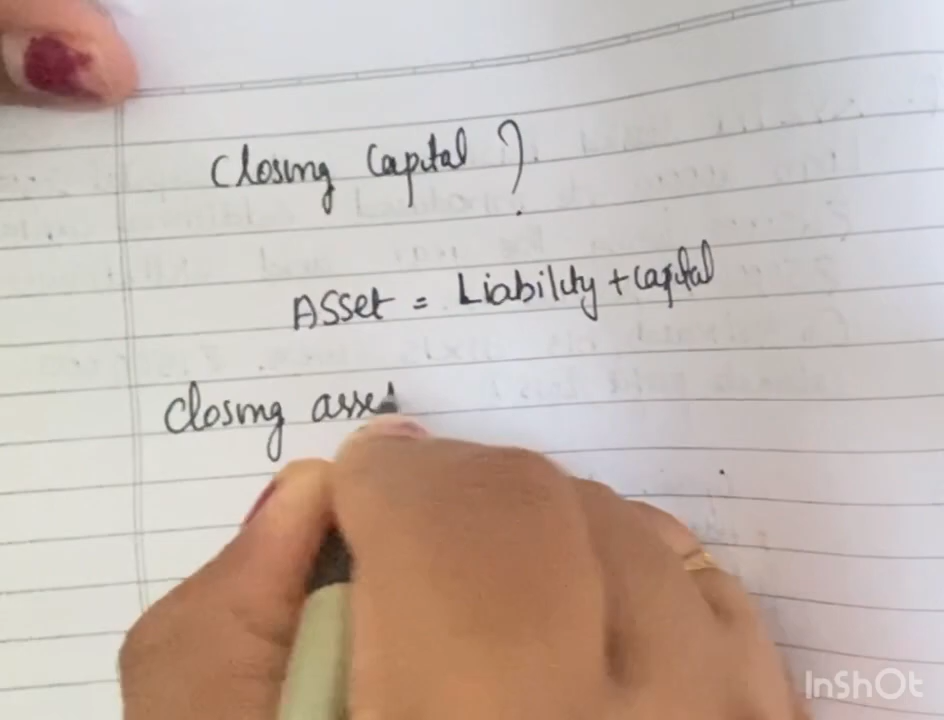 Closing Capital ?
Asset = Liability + capital
Closing asse
InShOt